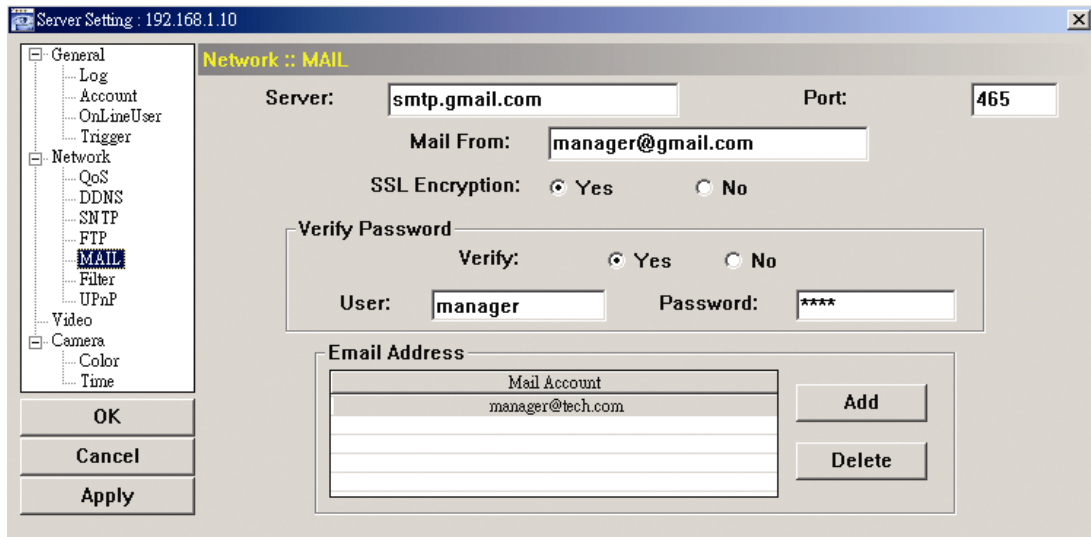 Server Setting : 192.168.1.10
General
Log
Account
OnLineUser
Trigger
Network
QoS
DDNS
SNTP
FTP
MAIL
Filter
UPnP
Video
Camera
Color
Time
OK
Cancel
Apply
Network :: MAIL
Server: smtp.gmail.com Port: 465
Mail From: manager@gmail.com
SSL Encryption: Yes No
Verify Password
Verify: Yes No
User: manager Password: ****
Email Address
Mail Account
manager@tech.com
Add
Delete